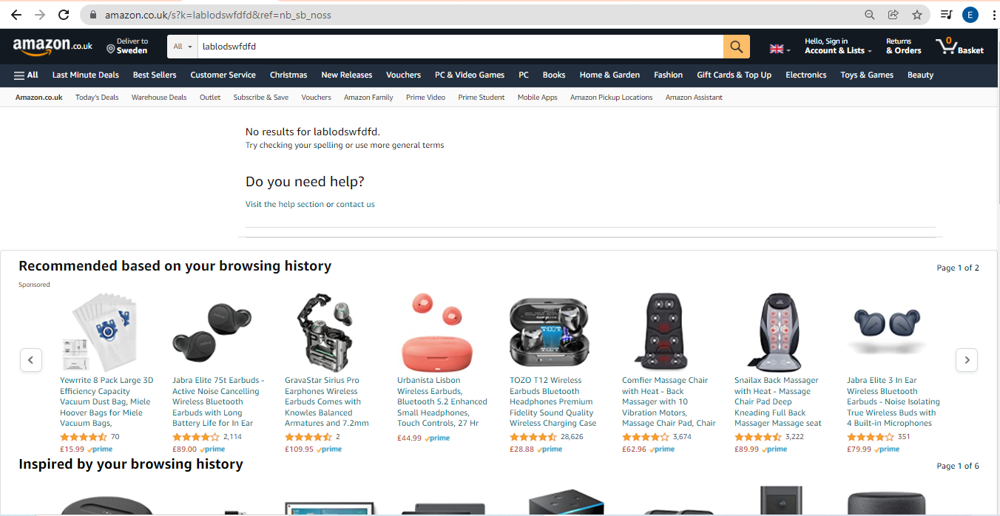 amazon.co.uk/s?k=lablodswfdfd&ref=nb_sb_noss
E
amazon.co.uk
Deliver to
Sweden
All
lablodswfdfd
Hello, Sign in
Account & Lists
Returns
& Orders
0
Basket
All
Last Minute Deals
Best Sellers
Customer Service
Christmas
New Releases
Vouchers
PC & Video Games
PC
Books
Home & Garden
Fashion
Gift Cards & Top Up
Electronics
Toys & Games
Beauty
Amazon.co.uk
Today's Deals
Warehouse Deals
Outlet
Subscribe & Save
Vouchers
Amazon Family
Prime Video
Prime Student
Mobile Apps
Amazon Pickup Locations
Amazon Assistant
No results for lablodswfdfd.
Try checking your spelling or use more general terms
Do you need help?
Visit the help section or contact us
Recommended based on your browsing history
Page 1 of 2
Sponsored
Yewrrite 8 Pack Large 3D
Efficiency Capacity
Vacuum Dust Bag, Miele
Hoover Bags for Miele
Vacuum Bags,
70
£15.99 prime
Jabra Elite 75t Earbuds -
Active Noise Cancelling
Wireless Bluetooth
Earbuds with Long
Battery Life for In Ear
2,114
£89.00 prime
GravaStar Sirius Pro
Earphones Wireless
Earbuds Comes with
Knowles Balanced
Armatures and 7.2mm
2
£109.95 prime
Urbanista Lisbon
Wireless Earbuds,
Bluetooth 5.2 Enhanced
Small Headphones,
Touch Controls, 27 Hr
£44.99 prime
TOZO T12 Wireless
Earbuds Bluetooth
Headphones Premium
Fidelity Sound Quality
Wireless Charging Case
28,626
£28.88 prime
Comfier Massage Chair
with Heat - Back
Massager with 10
Vibration Motors,
Massage Chair Pad, Chair
3,674
£62.96 prime
Snailax Back Massager
with Heat - Massage
Chair Pad Deep
Kneading Full Back
Massager Massage seat
3,222
£89.99 prime
Jabra Elite 3 In Ear
Wireless Bluetooth
Earbuds - Noise Isolating
True Wireless Buds with
4 Built-in Microphones
351
£79.99 prime
Inspired by your browsing history
Page 1 of 6